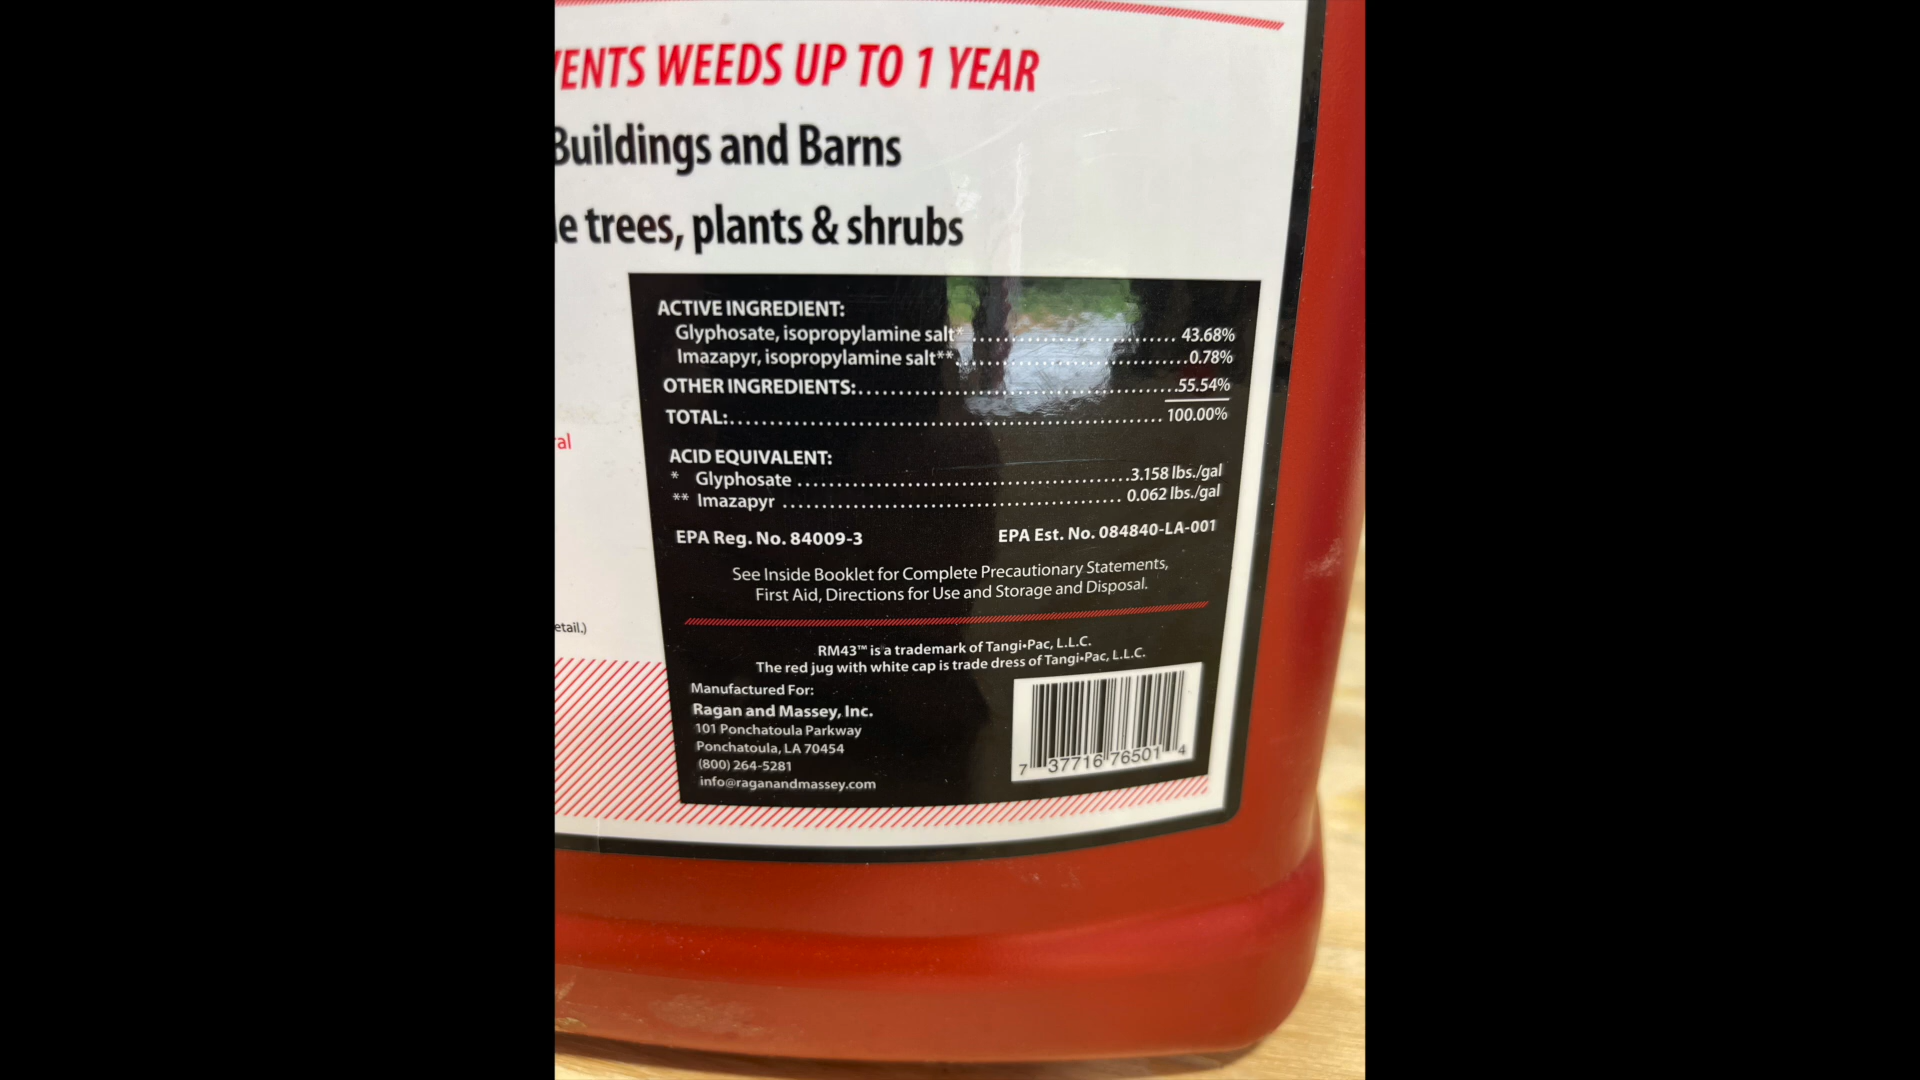 VENTS WEEDS UP TO 1 YEAR
Buildings and Barns
e trees, plants & shrubs
ACTIVE INGREDIENT:
Glyphosate, isopropylamine salt* ........ 43.68%
Imazapyr, isopropylamine salt** ........ 0.78%
OTHER INGREDIENTS: ........ 55.54%
TOTAL: ........ 100.00%
al
ACID EQUIVALENT:
* Glyphosate ........ 3.158 lbs./gal
** Imazapyr ........ 0.062 lbs./gal
EPA Reg. No. 84009-3 EPA Est. No. 084840-LA-001
See Inside Booklet for Complete Precautionary Statements,
First Aid, Directions for Use and Storage and Disposal.
etail.)
RM43™ is a trademark of Tangi•Pac, L.L.C.
The red jug with white cap is trade dress of Tangi•Pac, L.L.C.
Manufactured For:
Ragan and Massey, Inc.
101 Ponchatoula Parkway
Ponchatoula, LA 70454
(800) 264-5281
info@raganandmassey.com
7 37716 76501 4